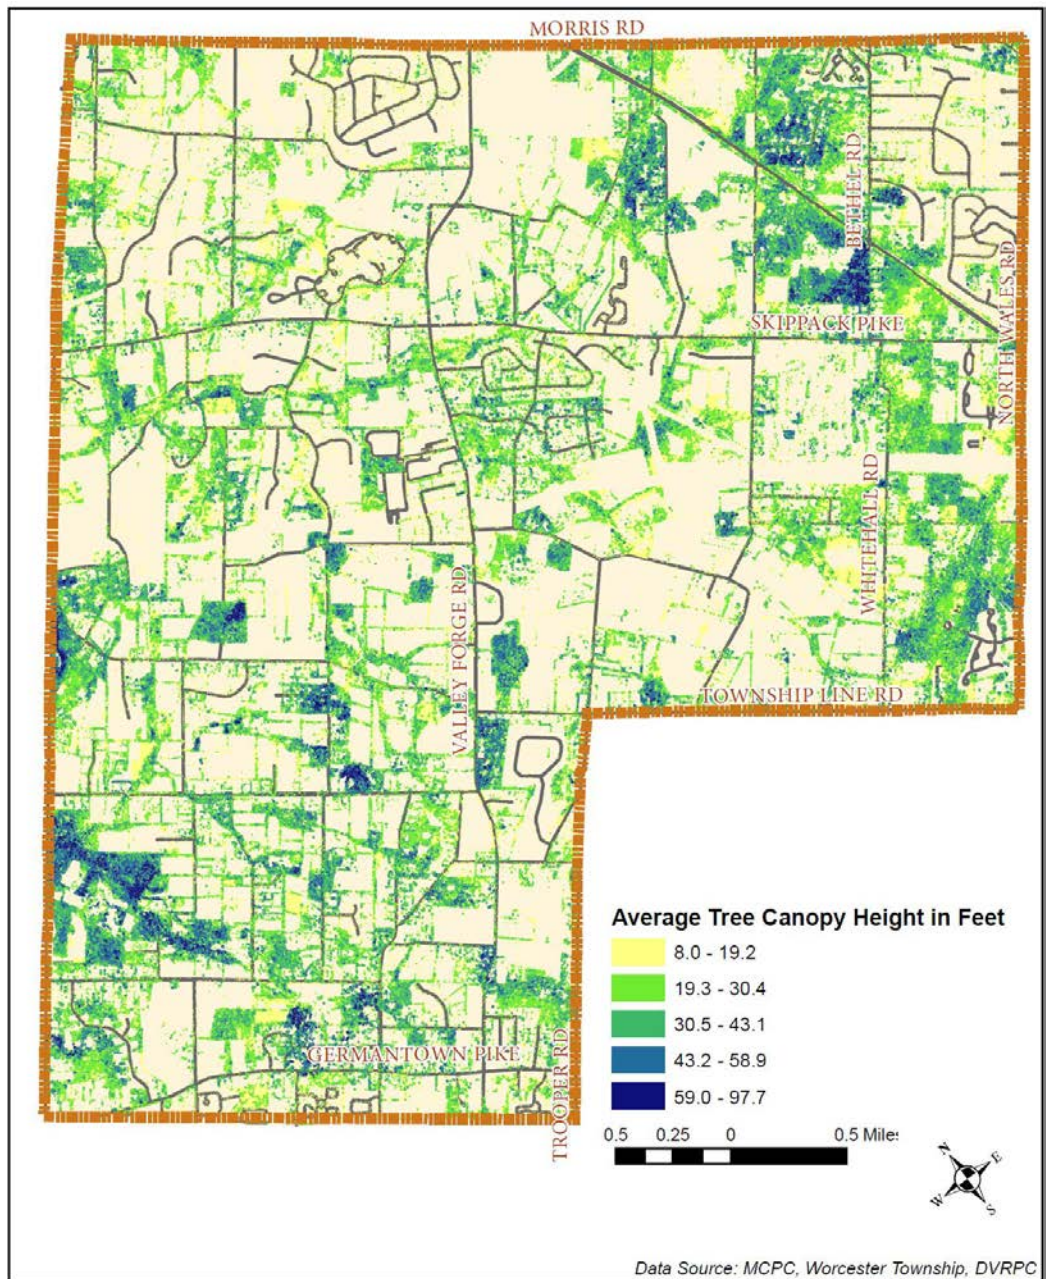 MORRIS RD
BETHEL RD
NORTH WALES RD
SKIPPACK PIKE
WHITEHALL RD
VALLEY FORGE RD
TOWNSHIP LINE RD
GERMANTOWN PIKE
TROOPER RD
Average Tree Canopy Height in Feet
8.0 - 19.2
19.3 - 30.4
30.5 - 43.1
43.2 - 58.9
59.0 - 97.7
0.5 0.25 0 0.5 Miles
N
E
W
S
Data Source: MCPC, Worcester Township, DVRPC